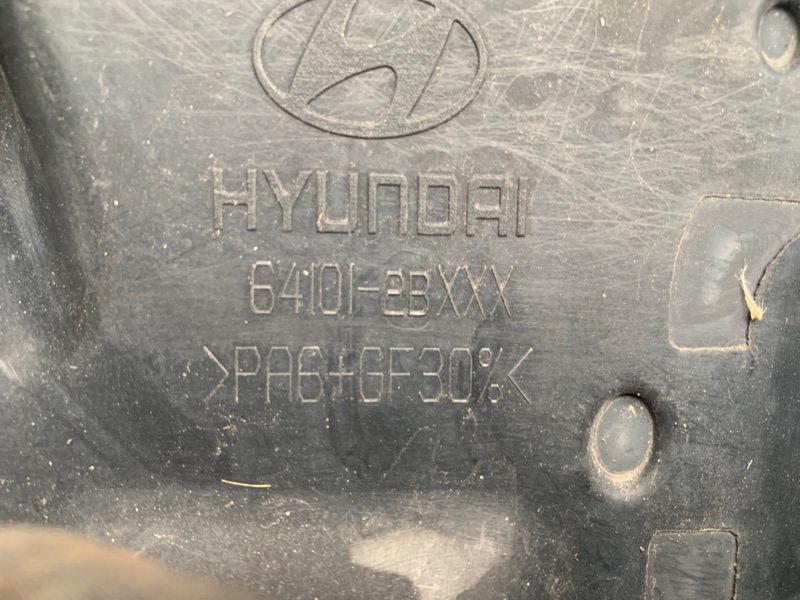 HYUNDAI
64101-2BXXX
>PA6+GF30%<